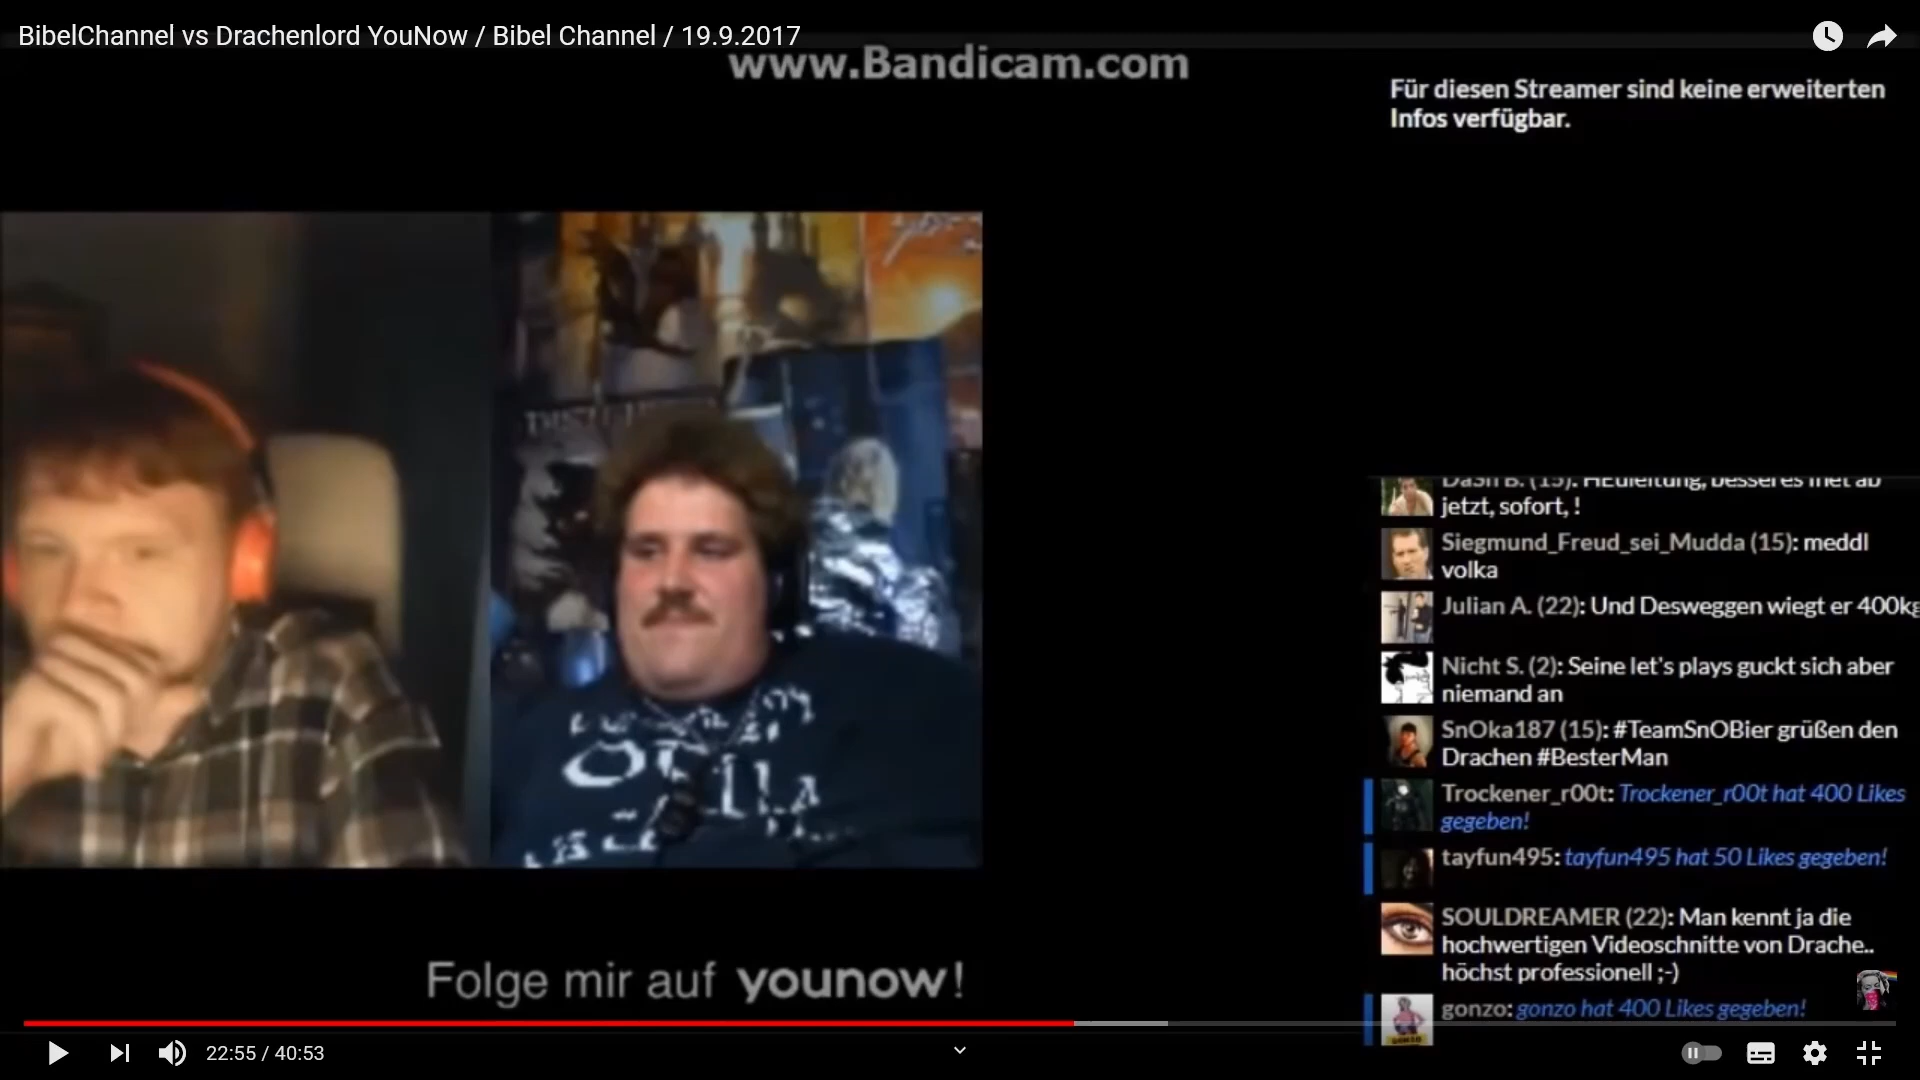 BibelChannel vs Drachenlord YouNow / Bibel Channel / 19.9.2017
www.Bandicam.com
Für diesen Streamer sind keine erweiterten
Infos verfügbar.
jetzt, sofort, !
Siegmund_Freud_sei_Mudda (15): meddl
volka
Julian A. (22): Und Desweggen wiegt er 400kg
Nicht S. (2): Seine let's plays guckt sich aber
niemand an
SnOka187 (15): #TeamSnOBier grüßen den
Drachen #BesterMan
Trockener_r00t: Trockener_r00t hat 400 Likes
gegeben!
tayfun495: tayfun495 hat 50 Likes gegeben!
SOULDREAMER (22): Man kennt ja die
hochwertigen Videoschnitte von Drache..
höchst professionell ;-)
gonzo: gonzo hat 400 Likes gegeben!
Folge mir auf younow!
22:55 / 40:53